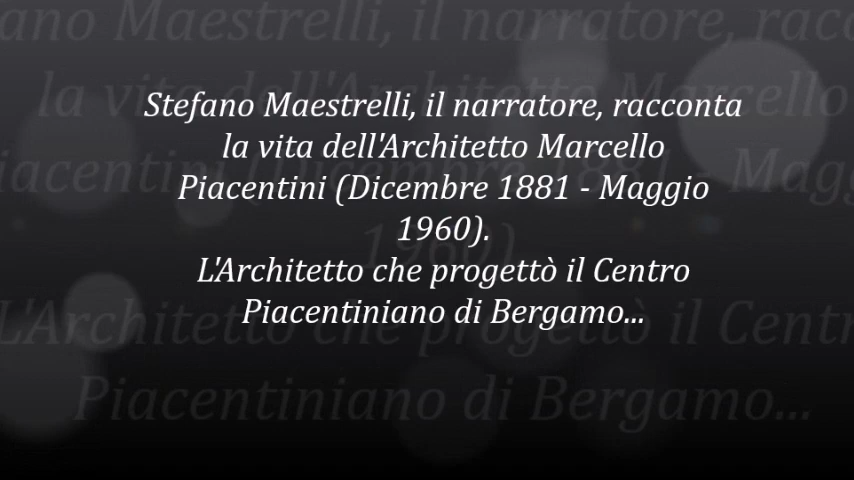 Stefano Maestrelli, il narratore, racconta
la vita dell'Architetto Marcello
Piacentini (Dicembre 1881 - Maggio
1960).
L'Architetto che progettò il Centro
Piacentiniano di Bergamo...